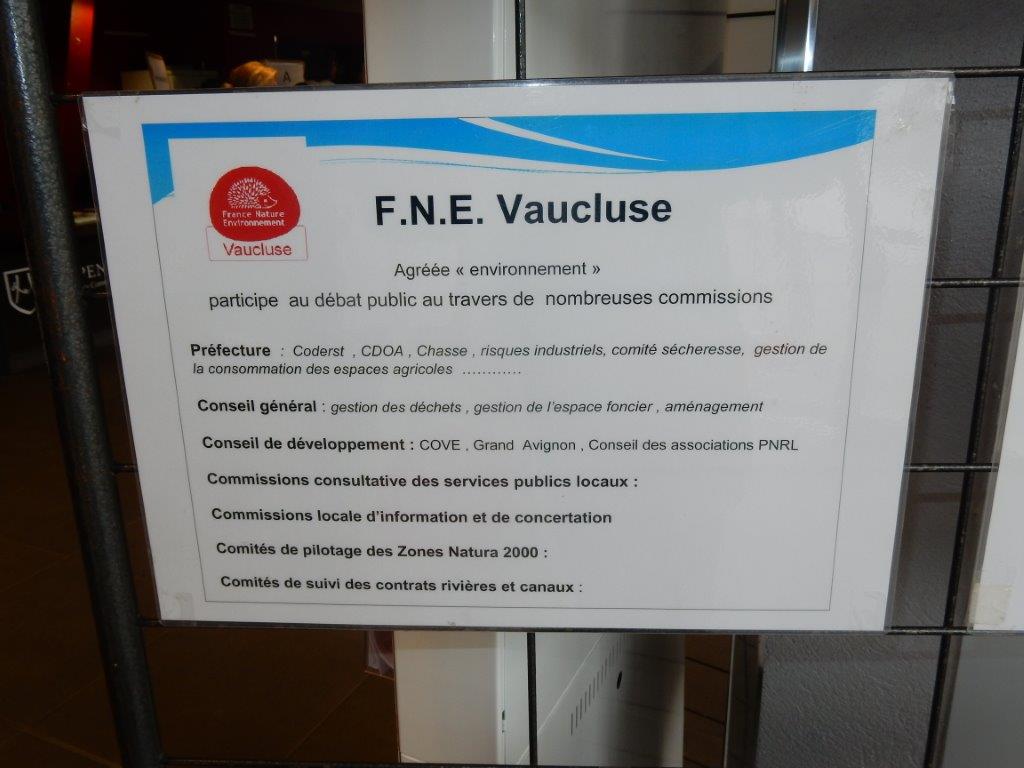 A
France Nature
Environnement
Vaucluse
F.N.E. Vaucluse
Agréée « environnement »
participe au débat public au travers de nombreuses commissions
Préfecture : Coderst , CDOA , Chasse , risques industriels, comité sécheresse, gestion de
la consommation des espaces agricoles …………
Conseil général : gestion des déchets , gestion de l'espace foncier , aménagement
Conseil de développement : COVE , Grand Avignon , Conseil des associations PNRL
Commissions consultative des services publics locaux :
Commissions locale d'information et de concertation
Comités de pilotage des Zones Natura 2000 :
Comités de suivi des contrats rivières et canaux :